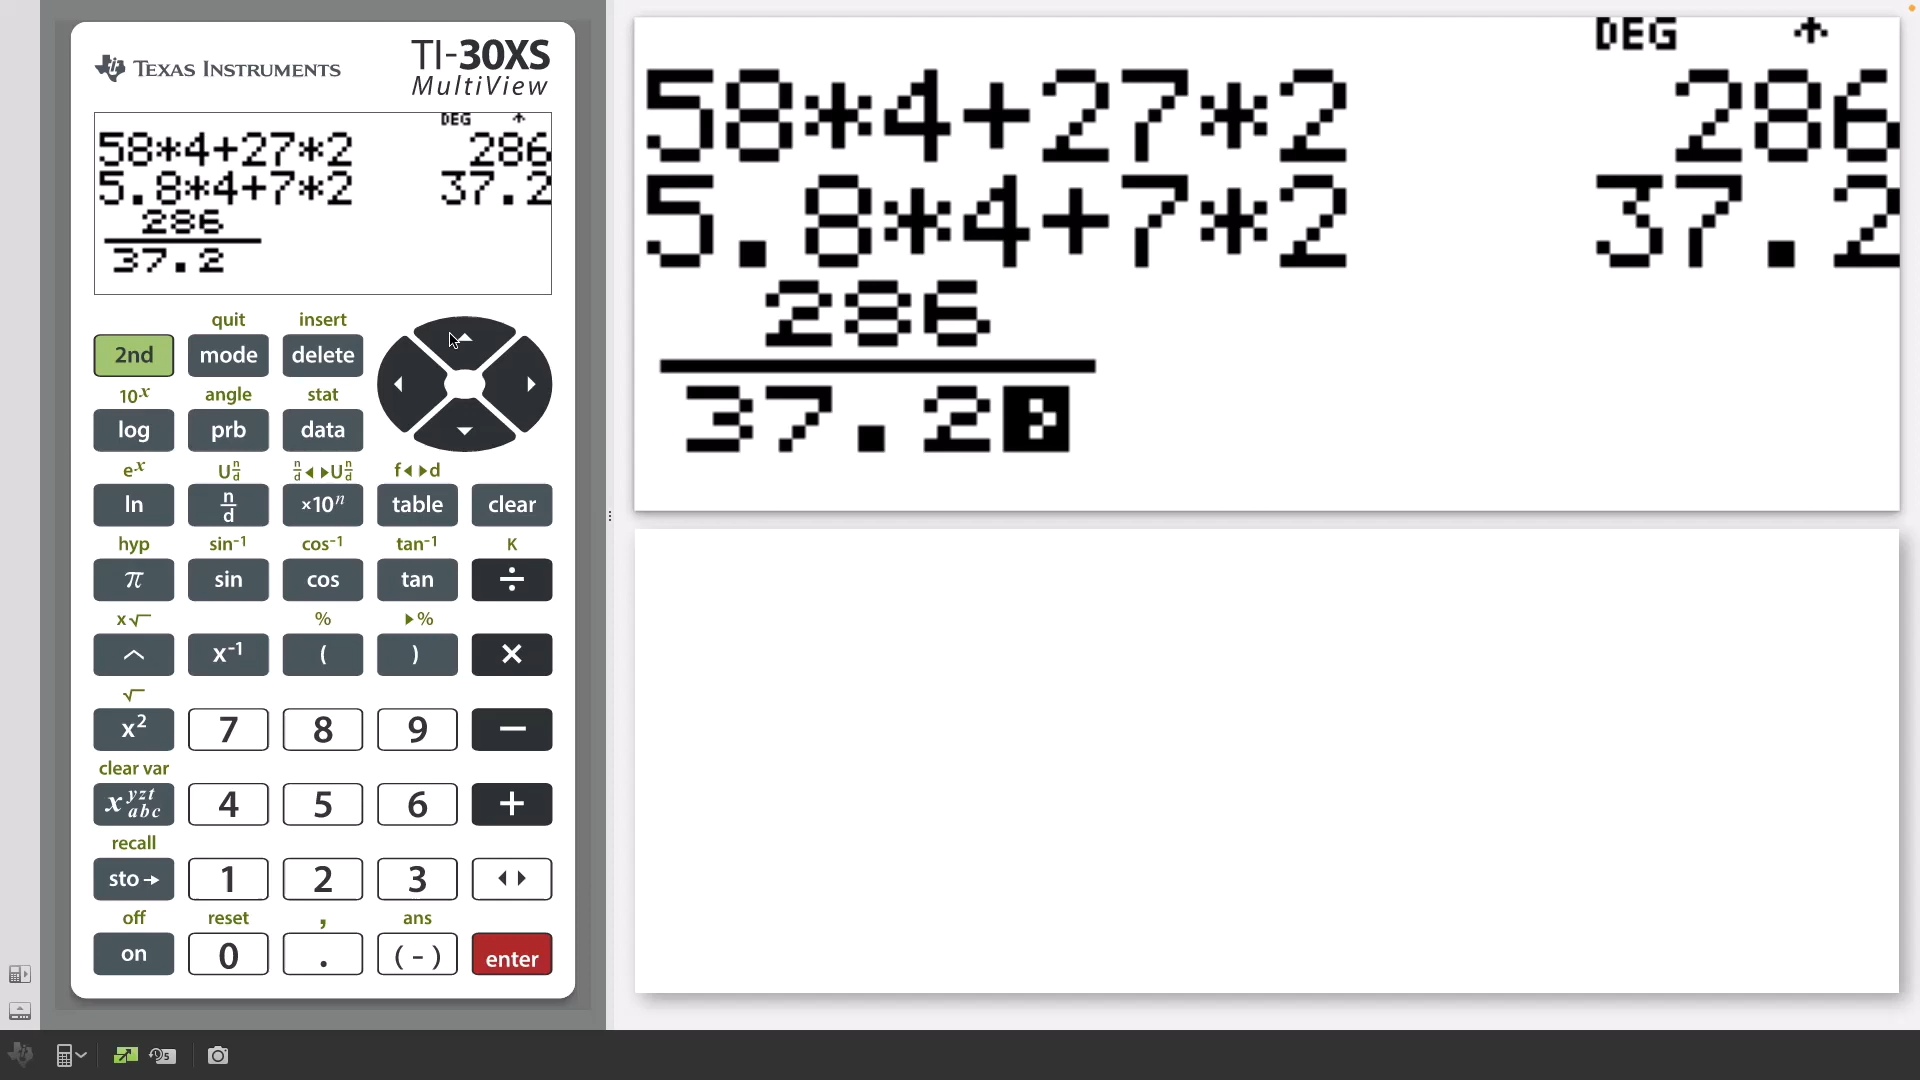 TEXAS INSTRUMENTS
TI-30XS
MultiView
DEG ↑
58*4+27*2 286
5.8*4+7*2 37.2
286
37.2
quit insert
2nd mode delete
10ˣ angle stat
log prb data
eˣ U n/d n/d◄►U n/d f◄►d
ln n/d ×10ⁿ table clear
hyp sin⁻¹ cos⁻¹ tan⁻¹ K
π sin cos tan ÷
x√ % ►%
^ x⁻¹ ( ) ×
√
x² 7 8 9 −
clear var
x yzt abc 4 5 6 +
recall
sto→ 1 2 3 ◄►
off reset , ans
on 0 . (-) enter
DEG ↑
58*4+27*2 286
5.8*4+7*2 37.2
286
37.2